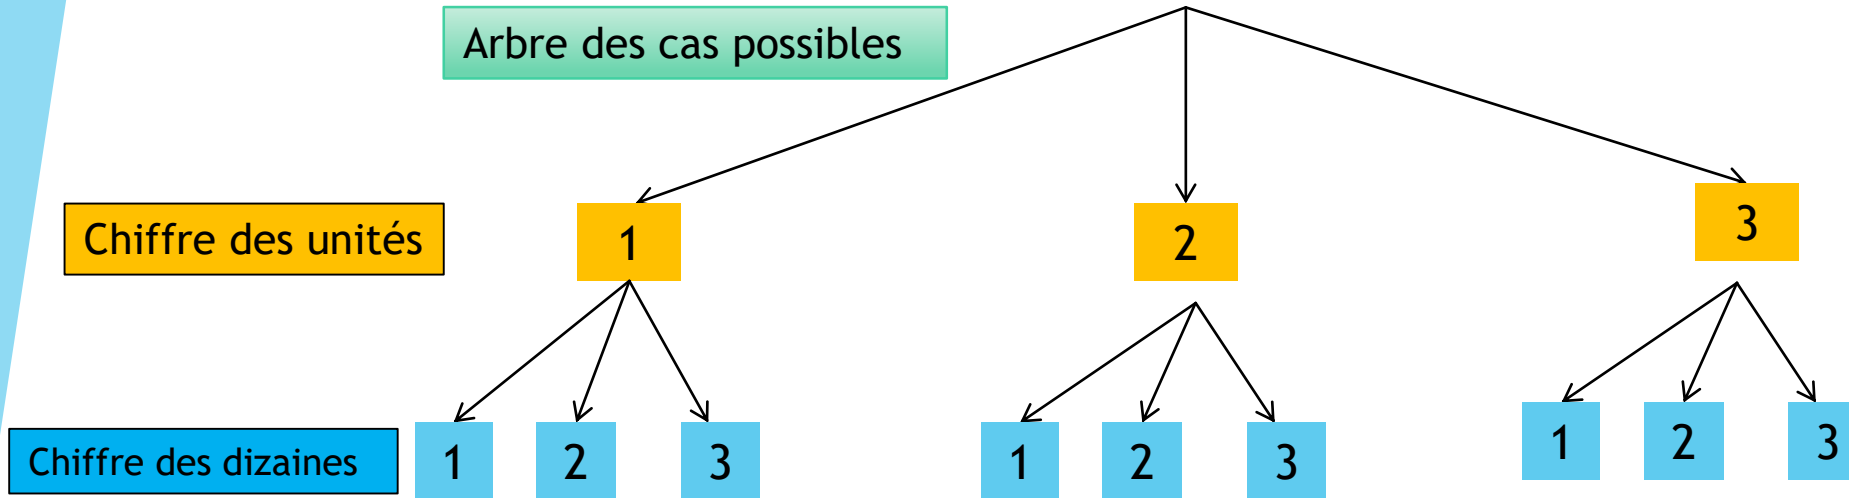 Arbre des cas possibles
Chiffre des unités 1 2 3
Chiffre des dizaines 1 2 3 1 2 3 1 2 3